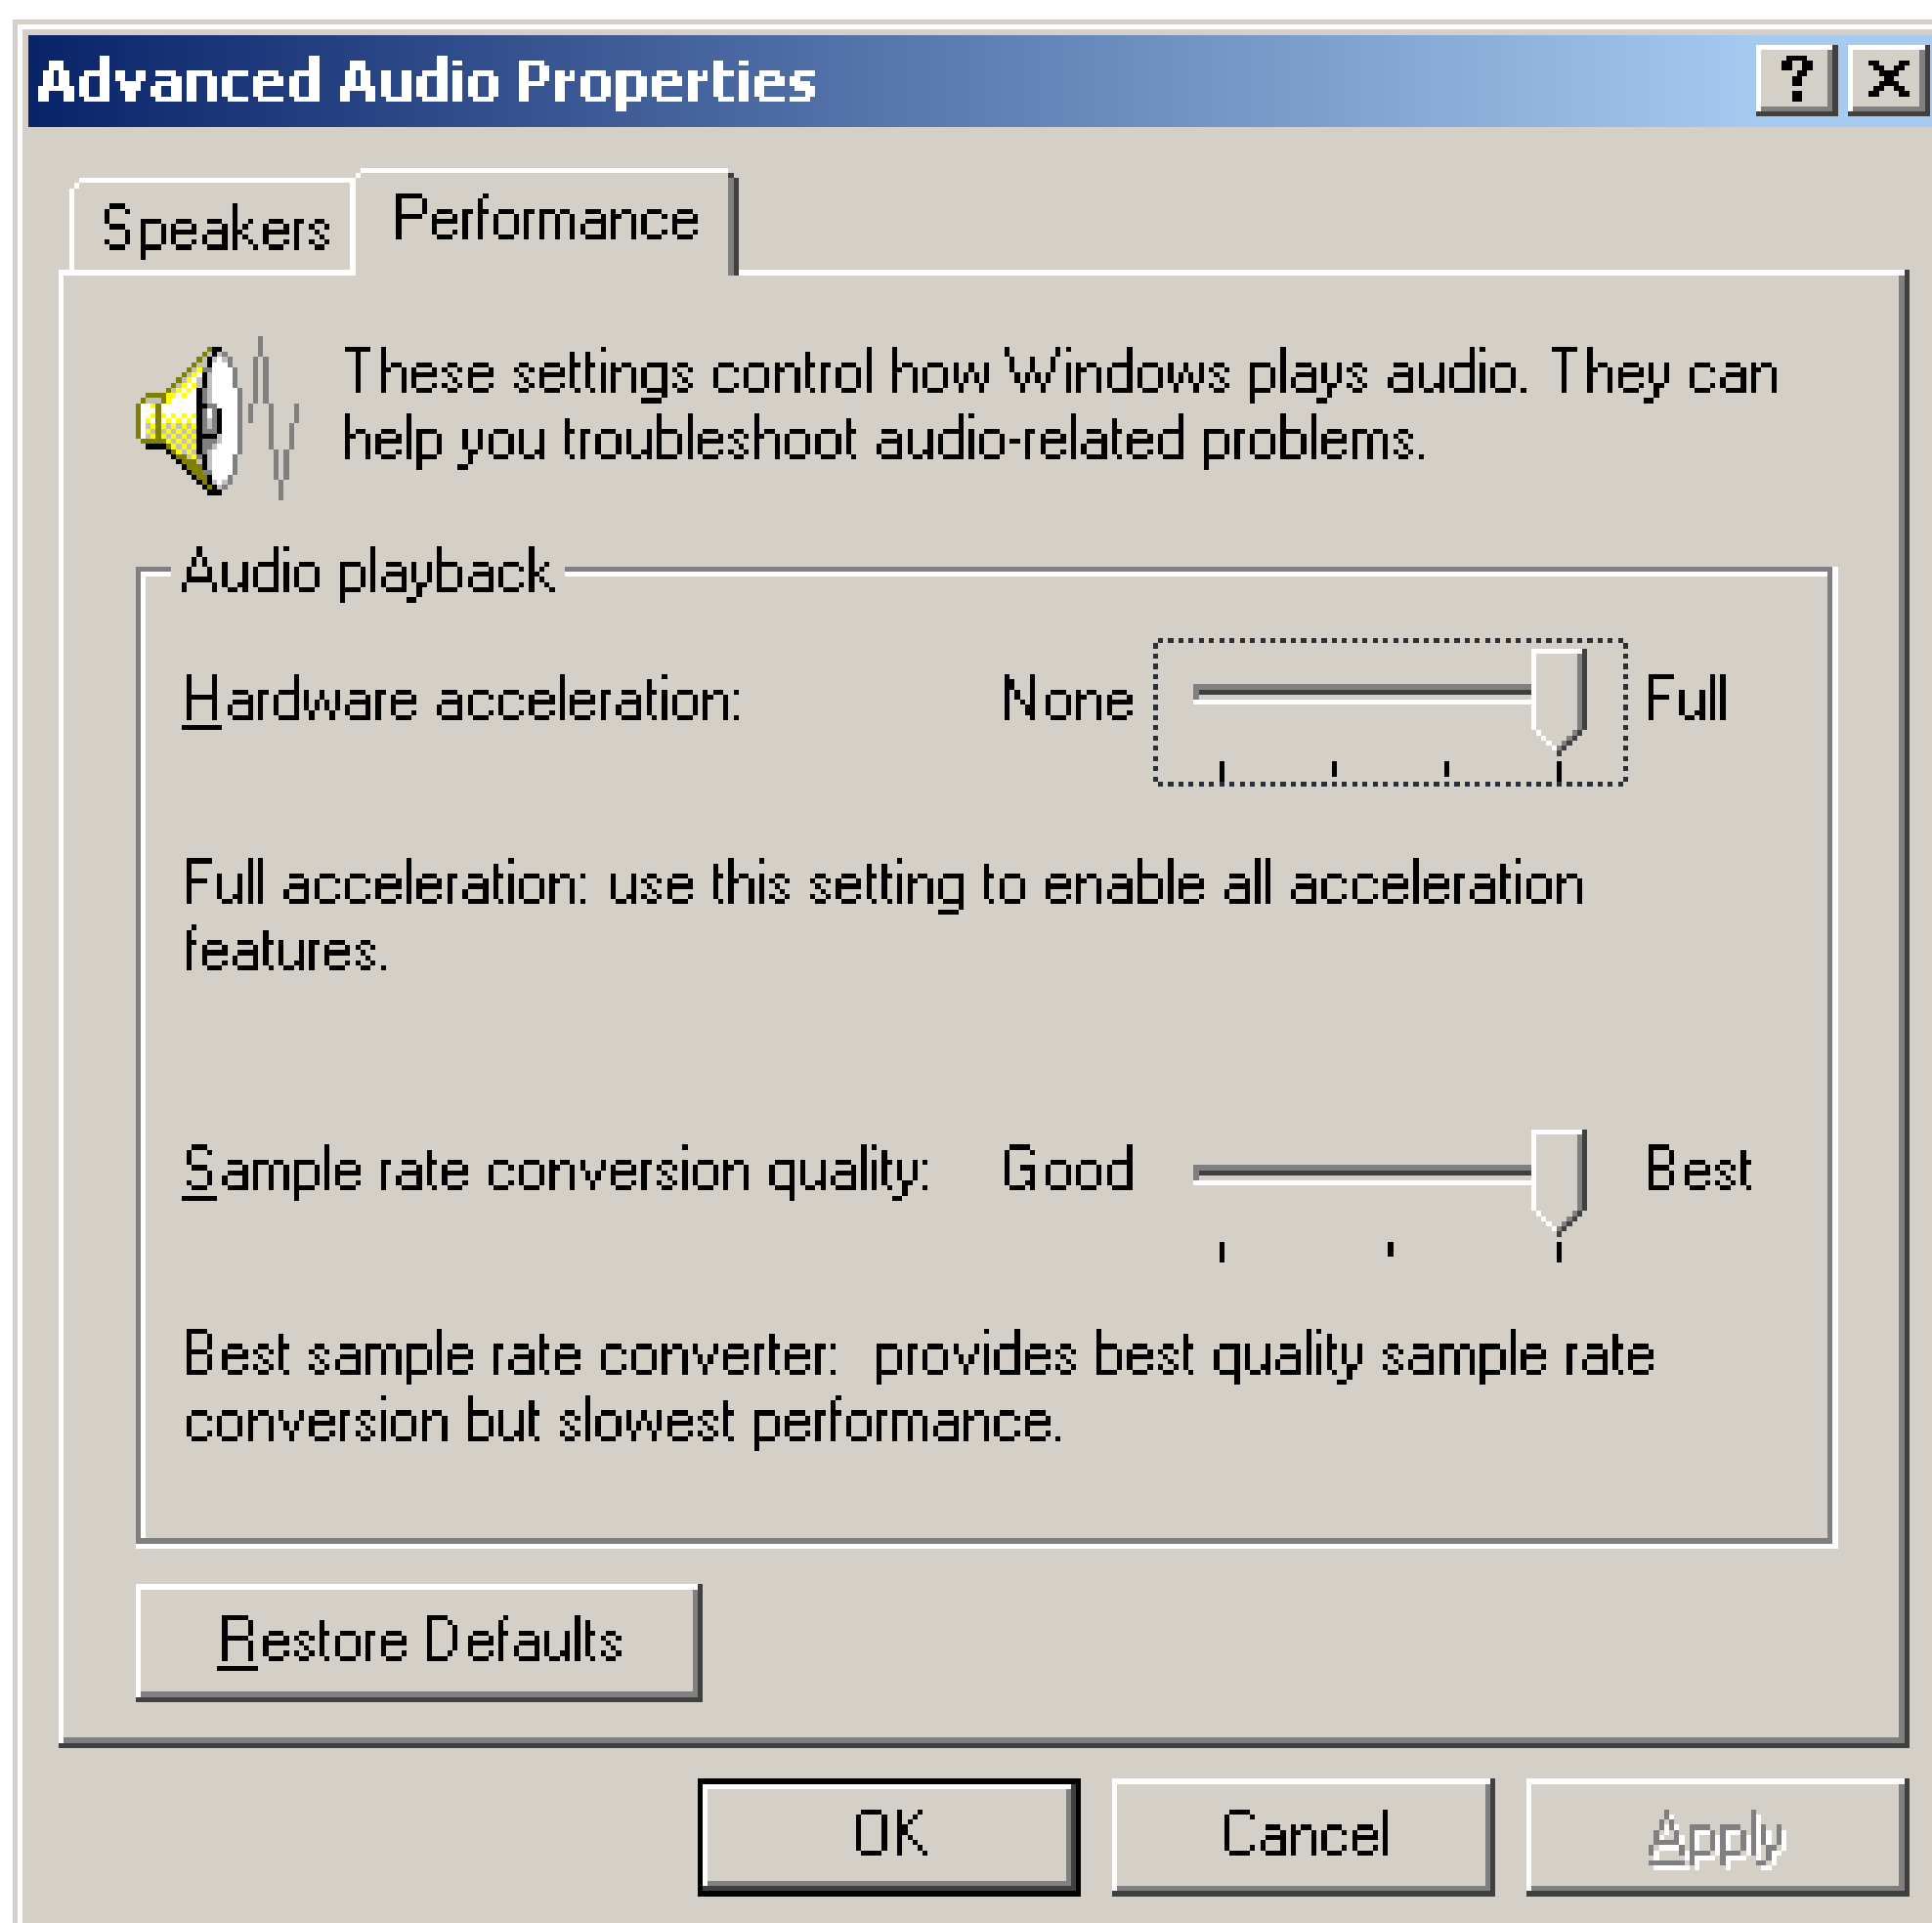 Advanced Audio Properties
Speakers
Performance
These settings control how Windows plays audio. They can
help you troubleshoot audio-related problems.
Audio playback
Hardware acceleration: None Full
Full acceleration: use this setting to enable all acceleration
features.
Sample rate conversion quality: Good Best
Best sample rate converter:  provides best quality sample rate
conversion but slowest performance.
Restore Defaults
OK Cancel Apply